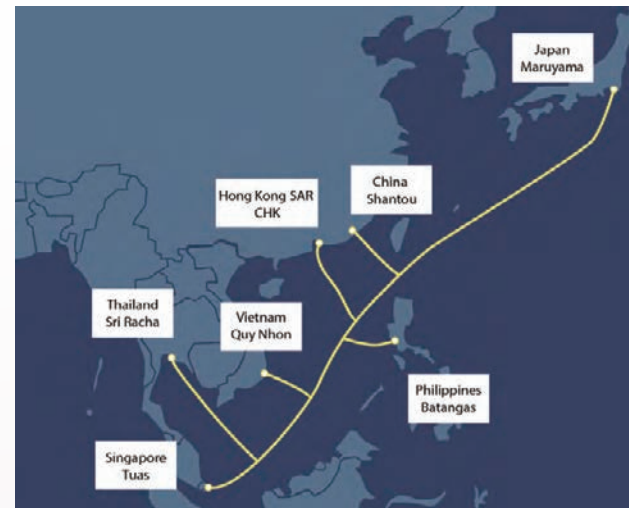 Japan
Maruyama
China
Shantou
Hong Kong SAR
CHK
Thailand
Sri Racha
Vietnam
Quy Nhon
Philippines
Batangas
Singapore
Tuas